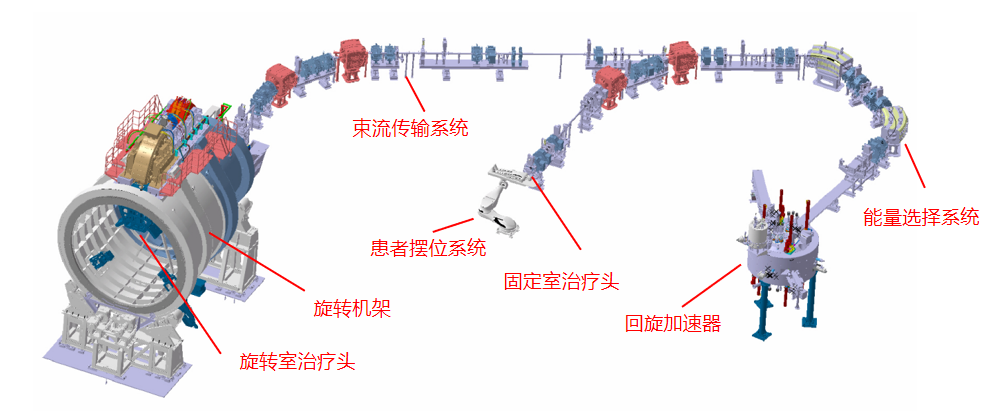 束流传输系统
能量选择系统
患者摆位系统
固定室治疗头
旋转机架
回旋加速器
旋转室治疗头